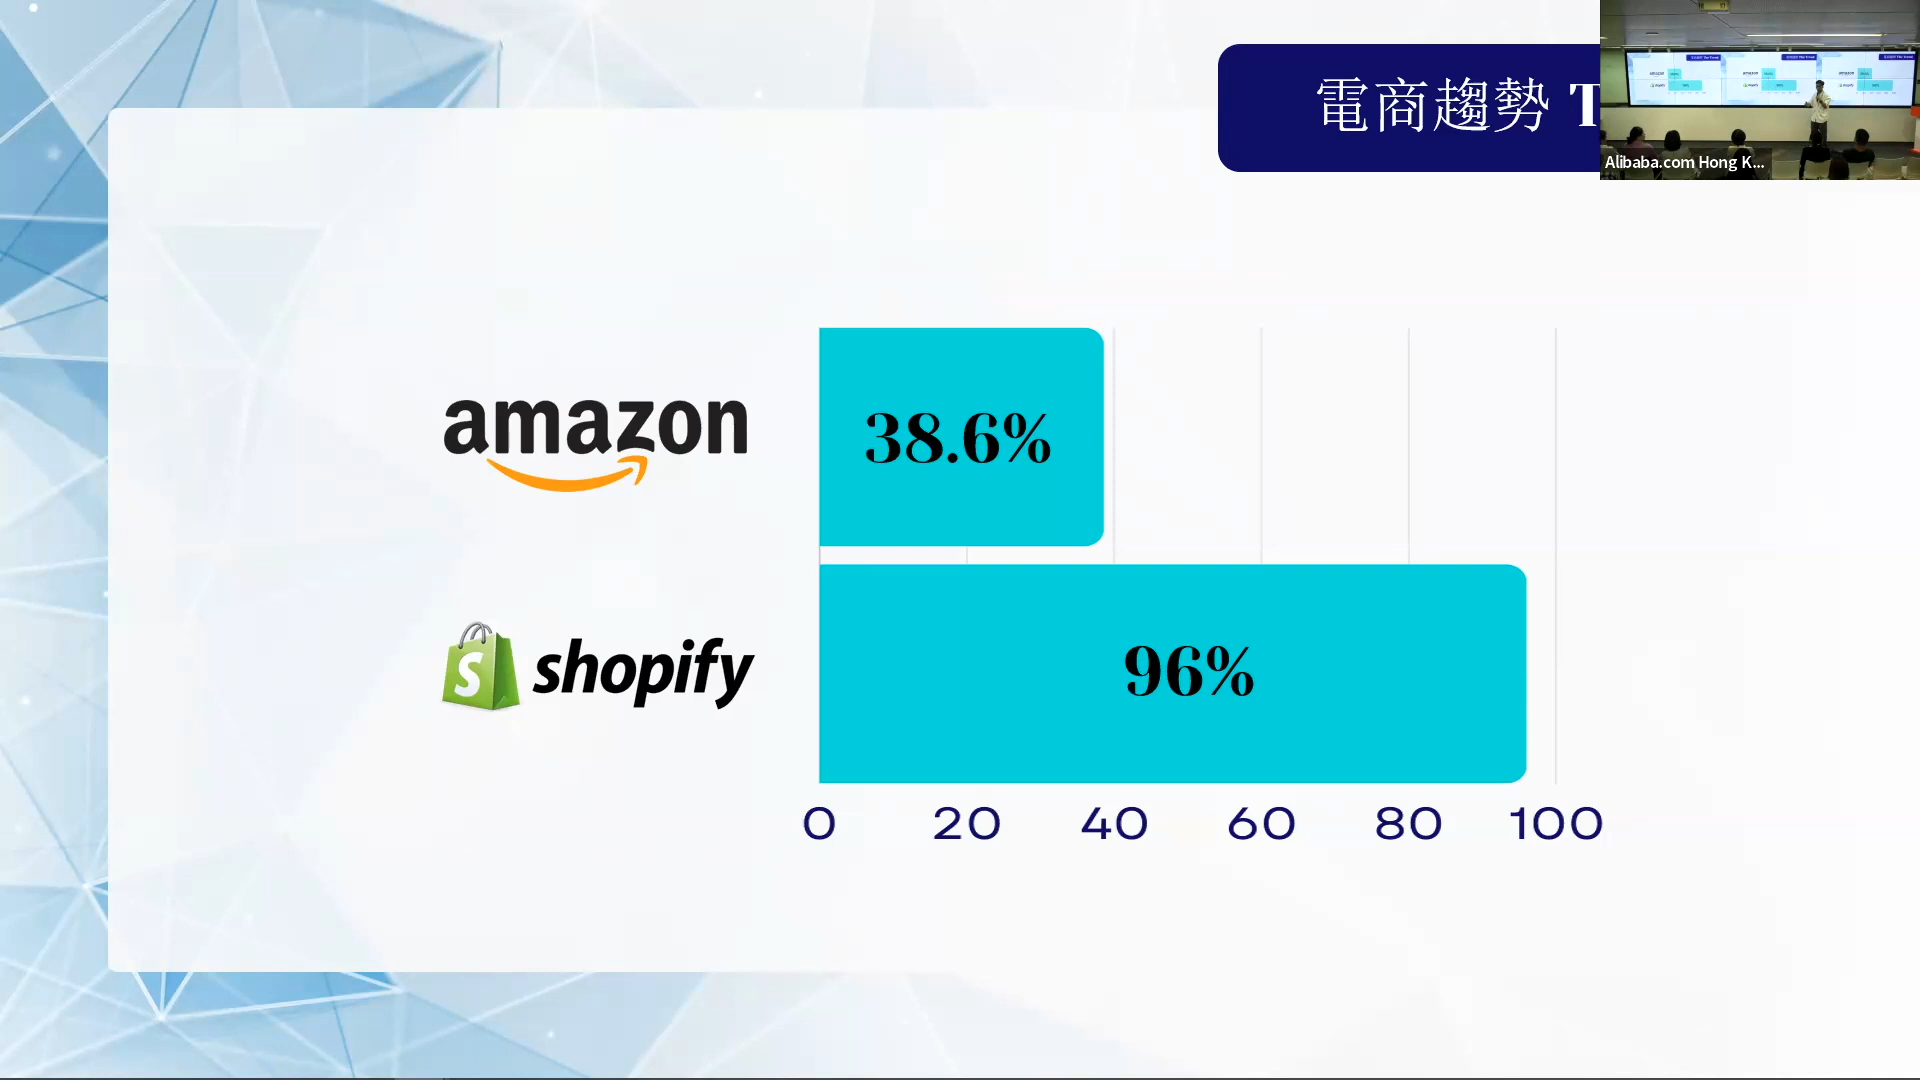 電商趨勢 T
Alibaba.com Hong K...
amazon
38.6%
shopify
96%
0 20 40 60 80 100